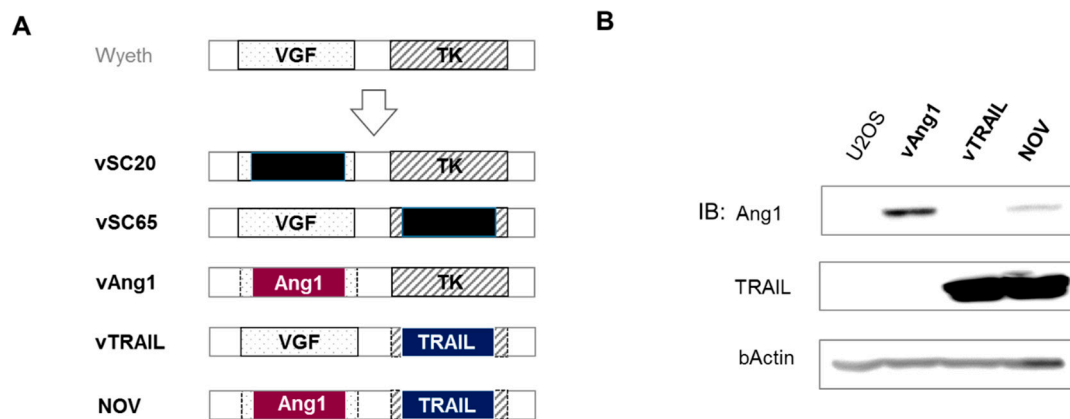 A
Wyeth VGF TK
vSC20 TK
vSC65 VGF
vAng1 Ang1 TK
vTRAIL VGF TRAIL
NOV Ang1 TRAIL
B
U2OS vAng1 vTRAIL NOV
IB: Ang1
TRAIL
bActin